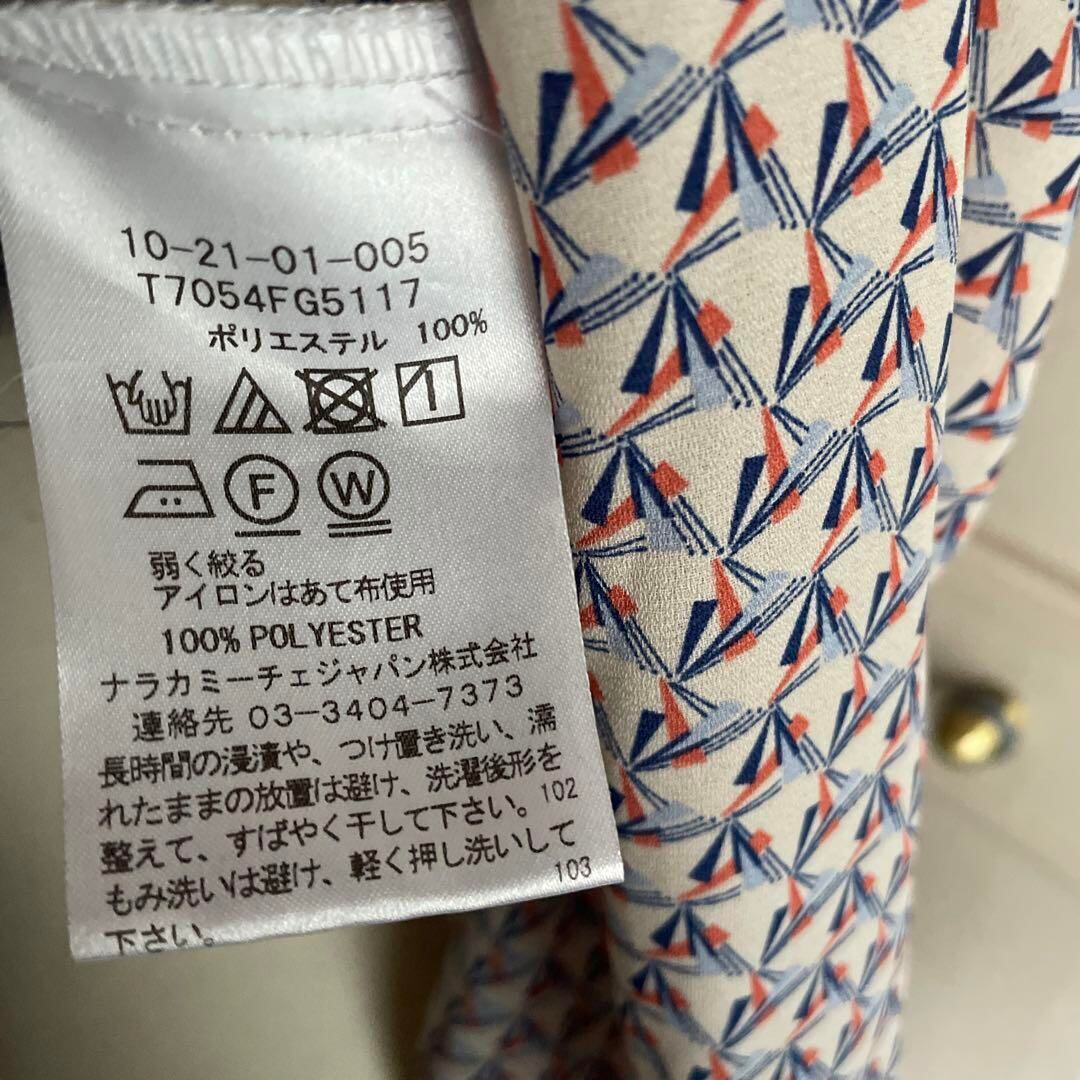 10-21-01-005
T7054FG5117
ポリエステル 100%
F W
弱く絞る
アイロンはあて布使用
100% POLYESTER
ナラカミーチェジャパン株式会社
連絡先 03-3404-7373
長時間の浸漬や、つけ置き洗い、濡
れたままの放置は避け、洗濯後形を
整えて、すばやく干して下さい。102
もみ洗いは避け、軽く押し洗いして
下さい。 103